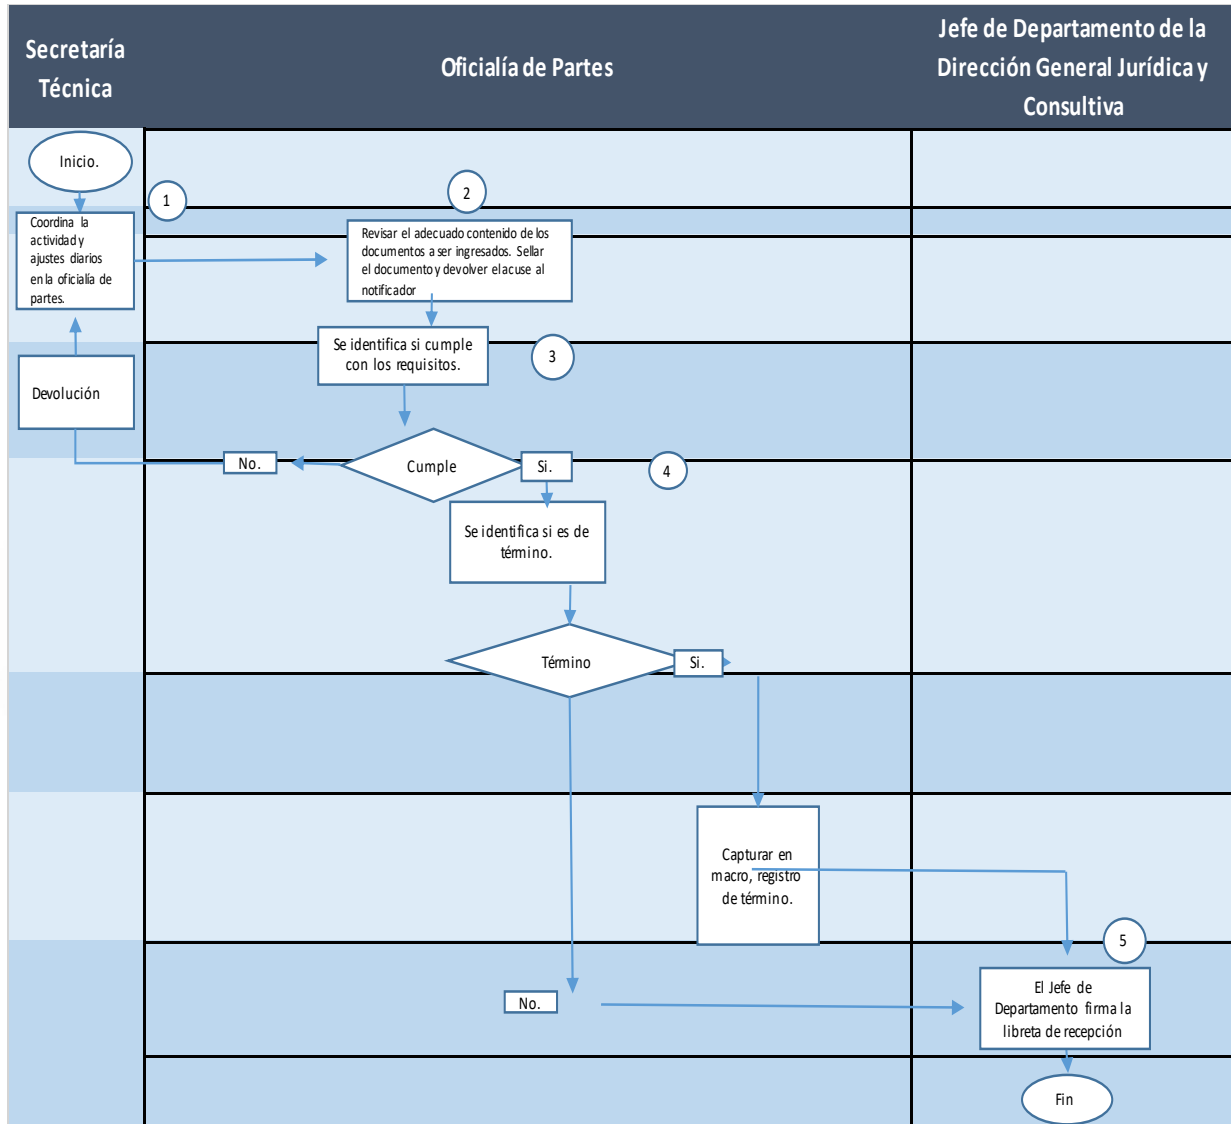 Secretaría
Técnica
Oficialía de Partes
Jefe de Departamento de la
Dirección General Jurídica y
Consultiva
Inicio.
1
2
Coordina la
actividad y
ajustes diarios
en la oficialía de
partes.
Revisar el adecuado contenido de los
documentos a ser ingresados. Sellar
el documento y devolver el acuse al
notificador
Se identifica si cumple
con los requisitos.
3
Devolución
No.
Cumple
Si.
4
Se identifica si es de
término.
Término
Si.
Capturar en
macro, registro
de término.
5
No.
El Jefe de
Departamento firma la
libreta de recepción
Fin